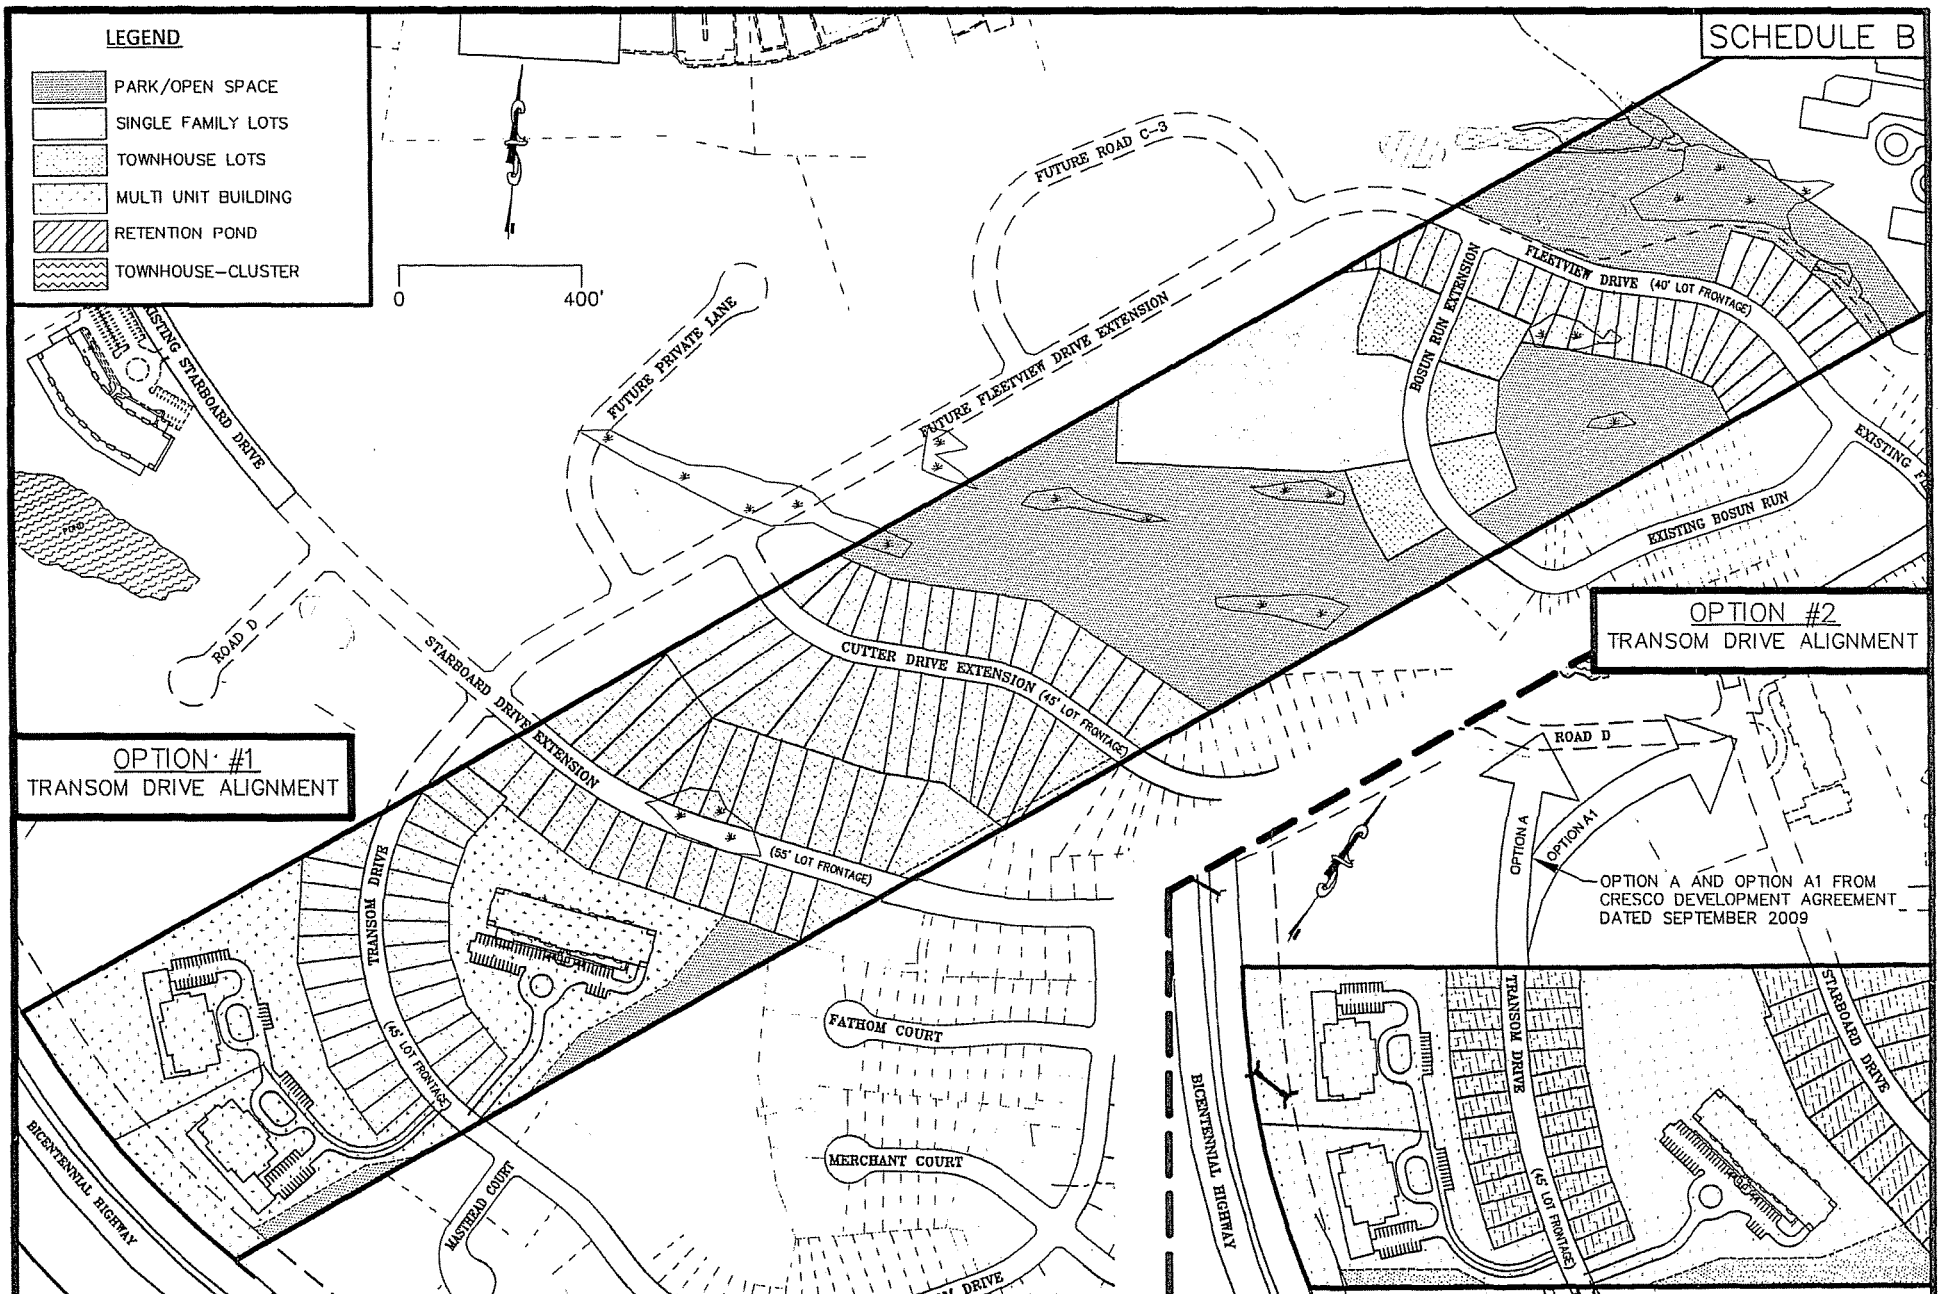 SCHEDULE B
LEGEND
PARK/OPEN SPACE
SINGLE FAMILY LOTS
TOWNHOUSE LOTS
MULTI UNIT BUILDING
RETENTION POND
TOWNHOUSE-CLUSTER
0 400'
FUTURE ROAD C-3
EXISTING STARBOARD DRIVE
FUTURE PRIVATE LANE
FUTURE FLEETVIEW DRIVE EXTENSION
BOSUN RUN EXTENSION
FLEETVIEW DRIVE (40' LOT FRONTAGE)
EXISTING BOSUN RUN
EXISTING
POND
ROAD D
STARBOARD DRIVE EXTENSION
(55' LOT FRONTAGE)
CUTTER DRIVE EXTENSION (45' LOT FRONTAGE)
OPTION #1
TRANSOM DRIVE ALIGNMENT
OPTION #2
TRANSOM DRIVE ALIGNMENT
ROAD D
OPTION A
OPTION A1
OPTION A AND OPTION A1 FROM
CRESCO DEVELOPMENT AGREEMENT
DATED SEPTEMBER 2009
TRANSOM DRIVE
(45' LOT FRONTAGE)
FATHOM COURT
MERCHANT COURT
MASTHEAD COURT
BICENTENNIAL HIGHWAY
DRIVE
BICENTENNIAL HIGHWAY
TRANSOM DRIVE
(45' LOT FRONTAGE)
STARBOARD DRIVE